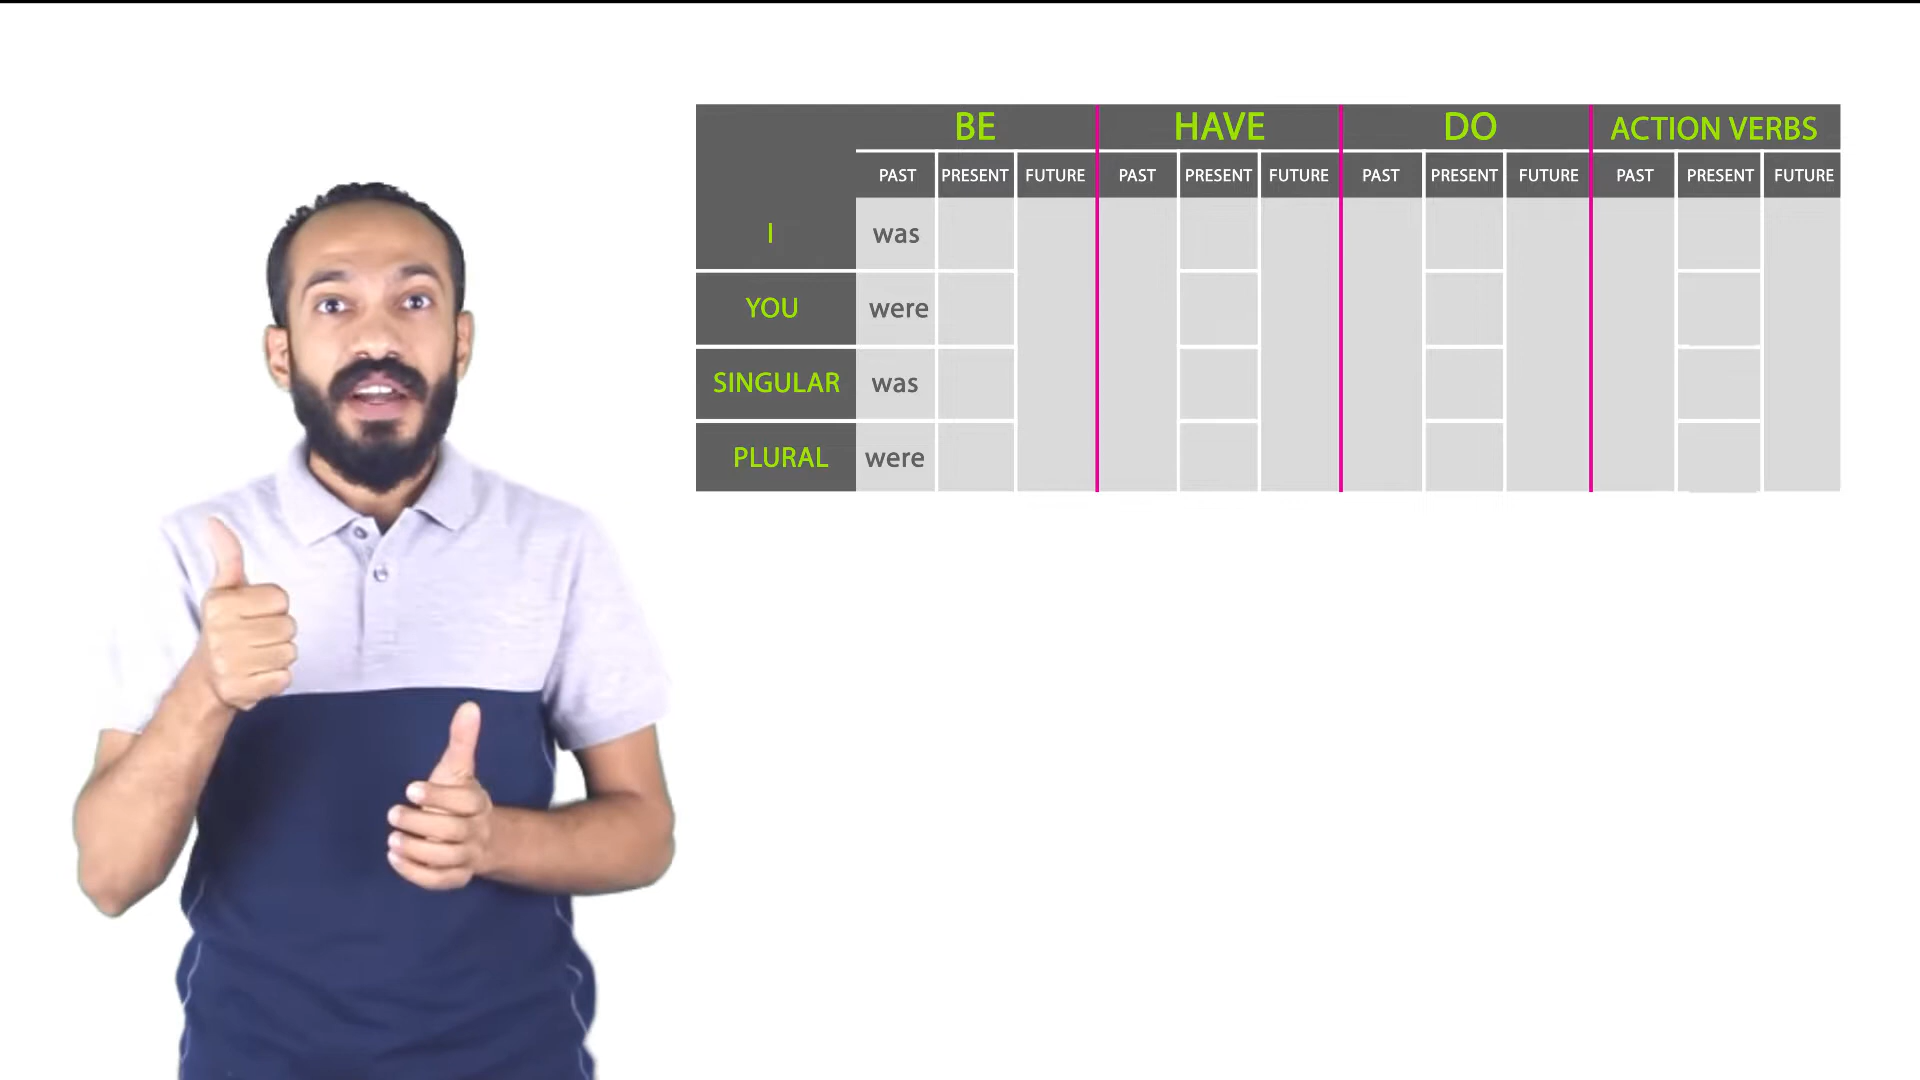 BE HAVE DO ACTION VERBS
PAST PRESENT FUTURE PAST PRESENT FUTURE PAST PRESENT FUTURE PAST PRESENT FUTURE
I was
YOU were
SINGULAR was
PLURAL were